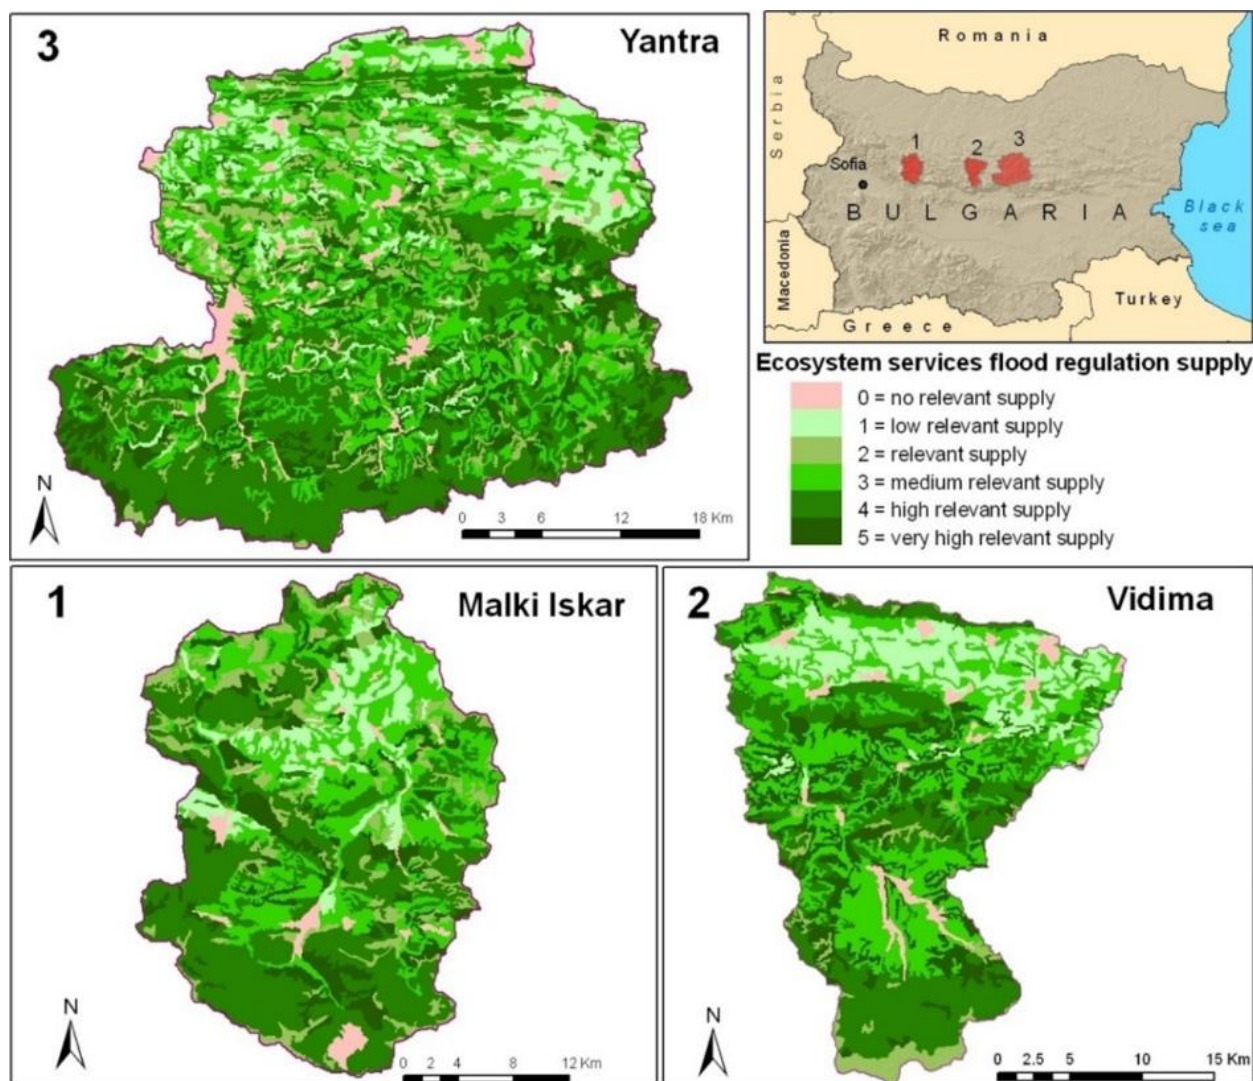 3
Yantra
N
0 3 6 12 18 Km
Romania
Serbia
1 2 3
Sofia
BULGARIA
Black
sea
Macedonia
Turkey
Greece
Ecosystem services flood regulation supply
0 = no relevant supply
1 = low relevant supply
2 = relevant supply
3 = medium relevant supply
4 = high relevant supply
5 = very high relevant supply
1
Malki Iskar
N
0 2 4 8 12 Km
2
Vidima
N
0 2.5 5 10 15 Km